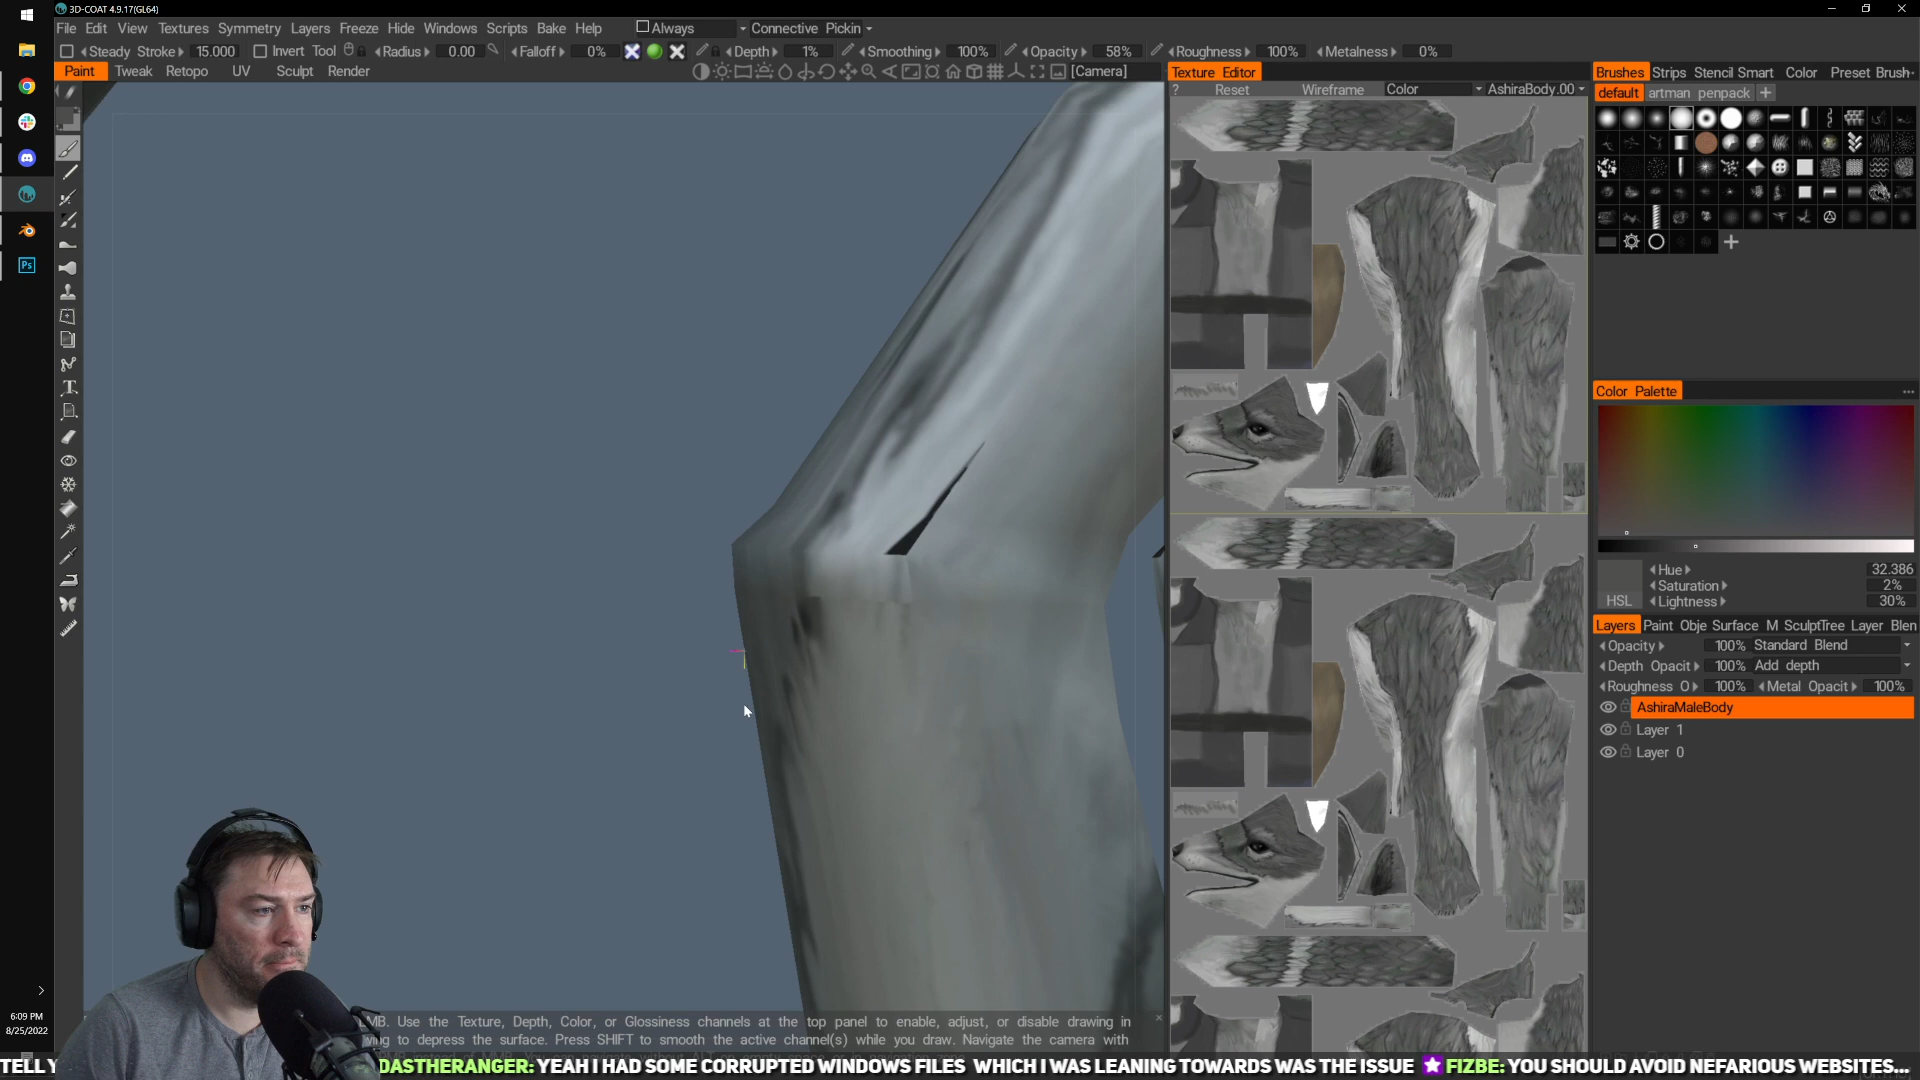 3D-COAT 4.9.17(GL64)
File Edit View Textures Symmetry Layers Freeze Hide Windows Scripts Bake Help Always Connective Pickin
Steady Stroke 15.000 Invert Tool Radius 0.00 Falloff 0% Depth 1% Smoothing 100% Opacity 58% Roughness 100% Metalness 0%
Paint Tweak Retopo UV Sculpt Render [Camera]
Texture Editor
? Reset Wireframe Color AshiraBody.00
Brushes Strips Stencil Smart Color Preset Brush
default artman penpack
Color Palette
Hue 32.386
Saturation 2%
HSL Lightness 30%
Layers Paint Obje Surface M SculptTree Layer Blen
Opacity 100% Standard Blend
Depth Opacit 100% Add depth
Roughness O 100% Metal Opacit 100%
AshiraMaleBody
Layer 1
Layer 0
Ps
6:09 PM
8/25/2022
LMB. Use the Texture, Depth, Color, or Glossiness channels at the top panel to enable, adjust, or disable drawing in
ing to depress the surface. Press SHIFT to smooth the active channel(s) while you draw. Navigate the camera with
TELLY DASTHERANGER: YEAH I HAD SOME CORRUPTED WINDOWS FILES WHICH I WAS LEANING TOWARDS WAS THE ISSUE FIZBE: YOU SHOULD AVOID NEFARIOUS WEBSITES...